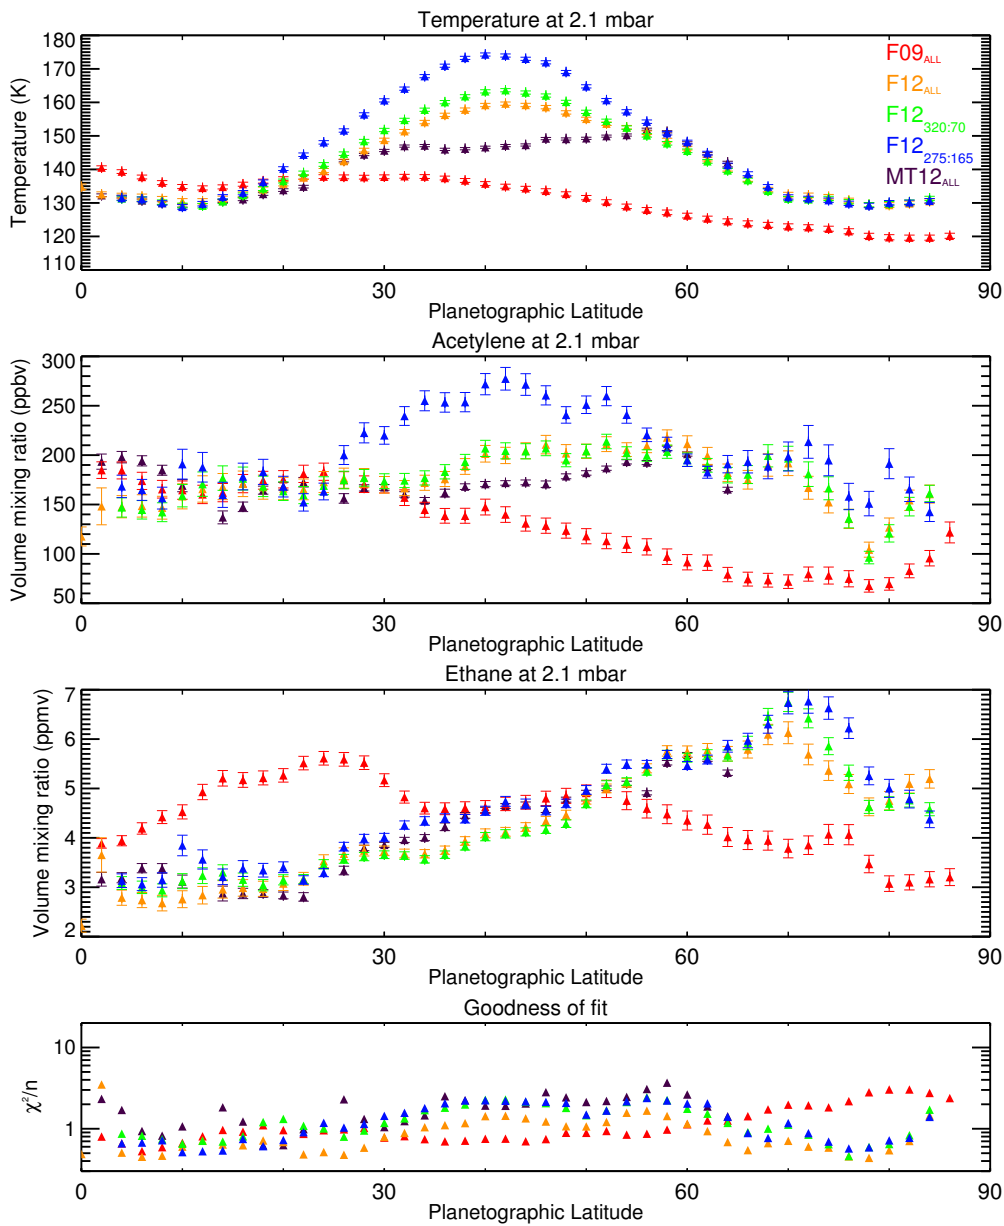 Temperature at 2.1 mbar
180
170
160
150
140
130
120
110
Temperature (K)
F09ALL
F12ALL
F12320:70
F12275:165
MT12ALL
0 30 60 90
Planetographic Latitude
Acetylene at 2.1 mbar
300
250
200
150
100
50
Volume mixing ratio (ppbv)
0 30 60 90
Planetographic Latitude
Ethane at 2.1 mbar
7
6
5
4
3
2
Volume mixing ratio (ppmv)
0 30 60 90
Planetographic Latitude
Goodness of fit
10
1
χ²/n
0 30 60 90
Planetographic Latitude